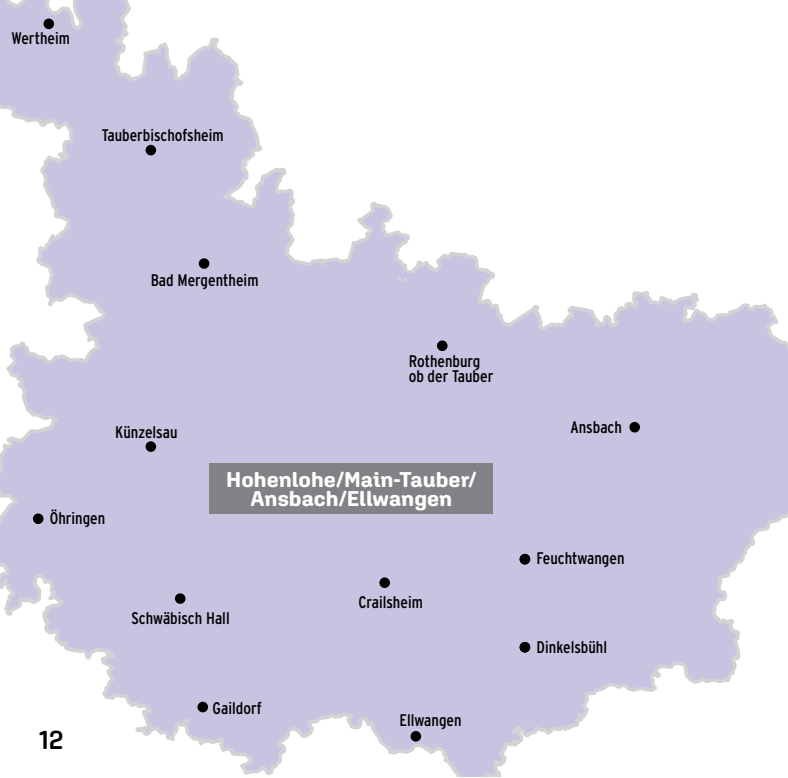 Wertheim
Tauberbischofsheim
Bad Mergentheim
Rothenburg
ob der Tauber
Ansbach
Künzelsau
Hohenlohe/Main-Tauber/
Ansbach/Ellwangen
Öhringen
Feuchtwangen
Crailsheim
Schwäbisch Hall
Dinkelsbühl
Gaildorf
Ellwangen
12